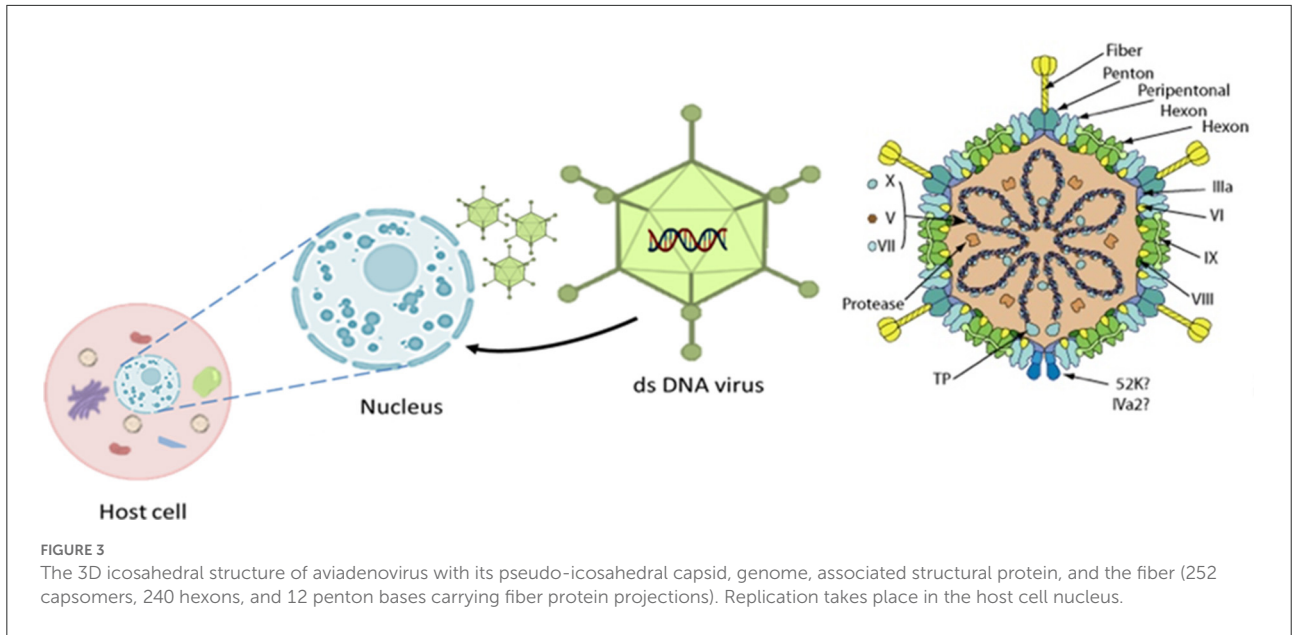 Fiber
Penton
Peripentonal
Hexon
Hexon
X
V
VII
IIIa
VI
IX
VIII
Protease
TP
52K?
IVa2?
ds DNA virus
Nucleus
Host cell
FIGURE 3
The 3D icosahedral structure of aviadenovirus with its pseudo-icosahedral capsid, genome, associated structural protein, and the fiber (252
capsomers, 240 hexons, and 12 penton bases carrying fiber protein projections). Replication takes place in the host cell nucleus.